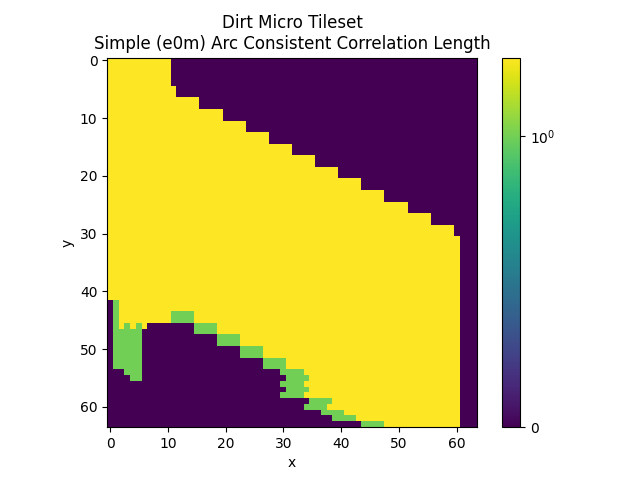 Dirt Micro Tileset
Simple (e0m) Arc Consistent Correlation Length
0
10
20
30
40
50
60
y
0 10 20 30 40 50 60
x
10⁰
0